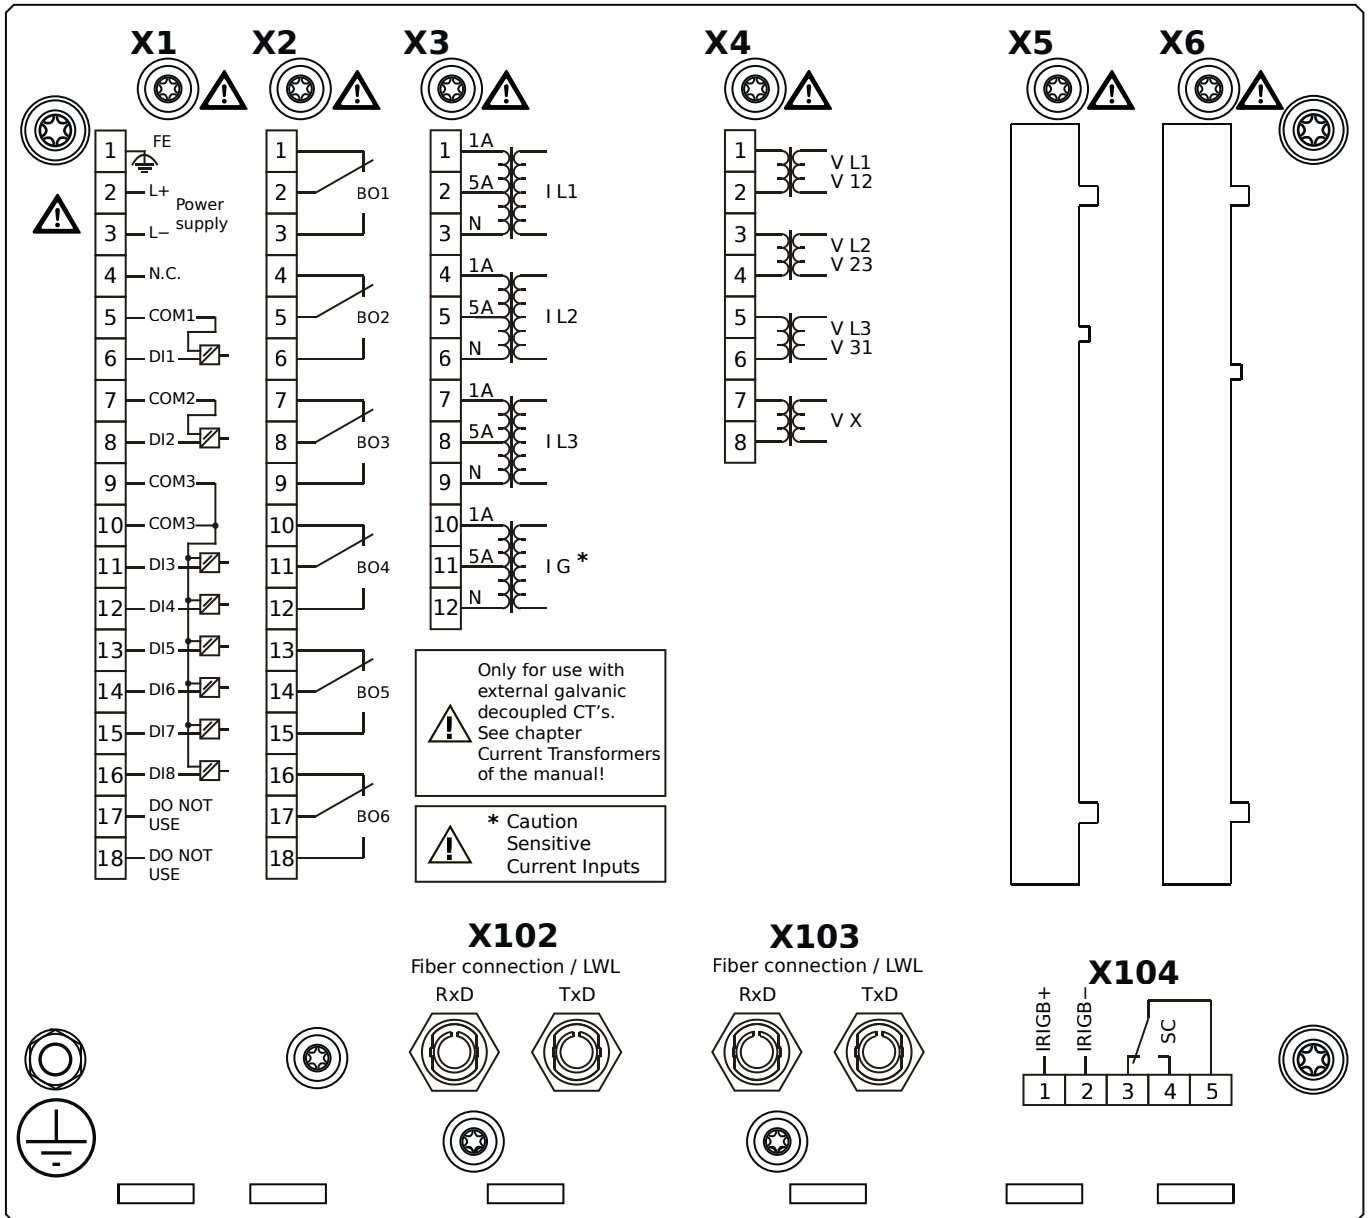 X1
X2
X3
X4
X5
X6
1 FE
2 L+
Power
supply
3 L−
4 N.C.
5 COM1
6 DI1
7 COM2
8 DI2
9 COM3
10 COM3
11 DI3
12 DI4
13 DI5
14 DI6
15 DI7
16 DI8
17 DO NOT
USE
18 DO NOT
USE
1
2 BO1
3
4
5 BO2
6
7
8 BO3
9
10
11 BO4
12
13
14 BO5
15
16
17 BO6
18
1 1A
2 5A I L1
3 N
4 1A
5 5A I L2
6 N
7 1A
8 5A I L3
9 N
10 1A
11 5A I G *
12 N
Only for use with
external galvanic
decoupled CT's.
See chapter
Current Transformers
of the manual!
* Caution
Sensitive
Current Inputs
1 V L1
2 V 12
3 V L2
4 V 23
5 V L3
6 V 31
7 V X
8
X102
Fiber connection / LWL
RxD TxD
X103
Fiber connection / LWL
RxD TxD
X104
IRIGB+
IRIGB−
SC
1 2 3 4 5